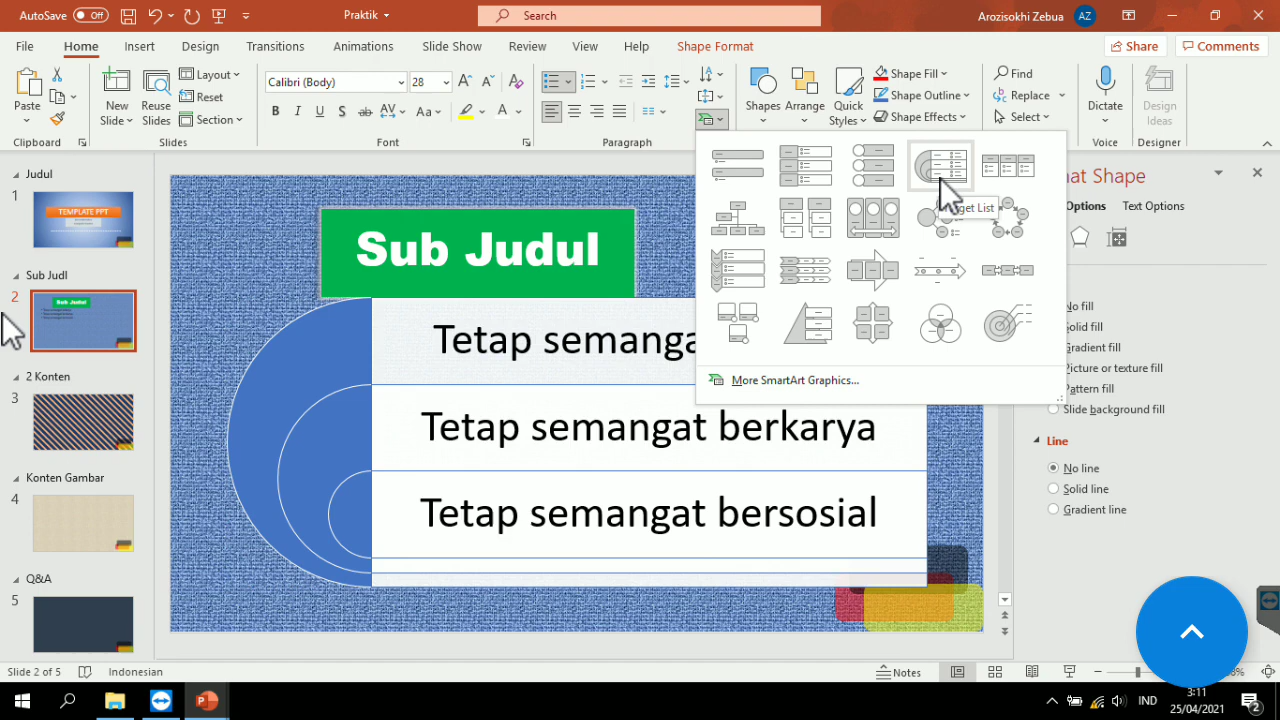 AutoSave Off
Praktik
Search
Arozisokhi Zebua AZ
File Home Insert Design Transitions Animations Slide Show Review View Help Shape Format
Share Comments
Paste
New Slide
Reuse Slides
Layout
Reset
Section
Calibri (Body) 28
B I U S ab AV Aa A
Shapes Arrange Quick Styles
Shape Fill
Shape Outline
Shape Effects
Find
Replace
Select
Dictate
Design Ideas
Clipboard Slides Font Paragraph Voice Designer
Judul
1
TEMPLATE PPT
Sub Judl
2
Sub Judul
2 Konten
3
Konten Gambar
4
Q&A
5
Sub Judul
Tetap semanga
Tetap semangat berkarya
Tetap semangat bersosial
get List
More SmartArt Graphics...
at Shape
Options Text Options
No fill
Solid fill
Gradient fill
Picture or texture fill
Pattern fill
Slide background fill
Line
No line
Solid line
Gradient line
Slide 2 of 5 Indonesian
Notes
IND
3:11
25/04/2021
2